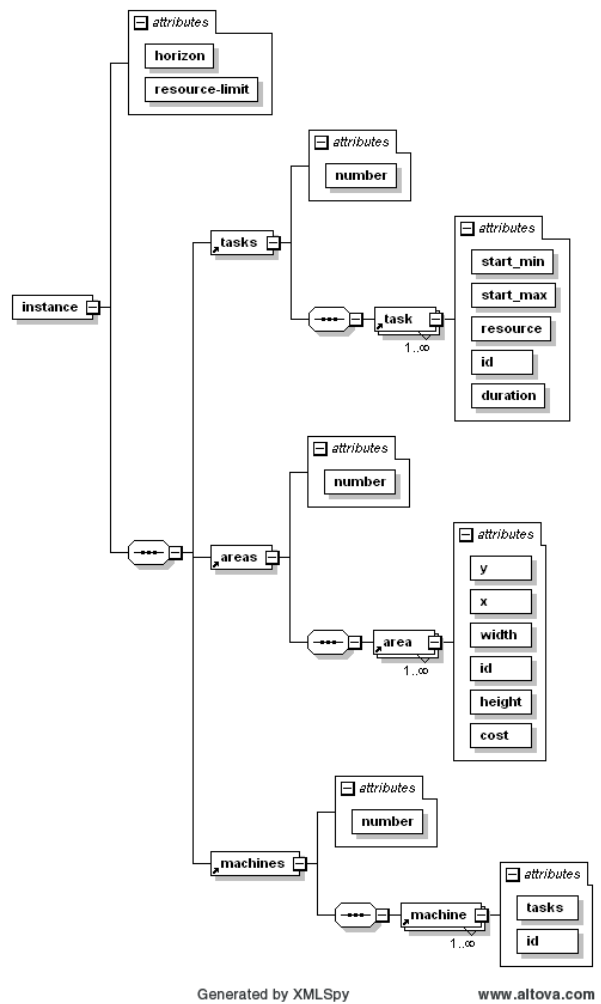 attributes
horizon
resource-limit
attributes
number
tasks
attributes
start_min
start_max
resource
id
duration
instance
task
1..∞
attributes
number
areas
attributes
y
x
width
id
height
cost
area
1..∞
attributes
number
machines
attributes
tasks
id
machine
1..∞
Generated by XMLSpy
www.altova.com